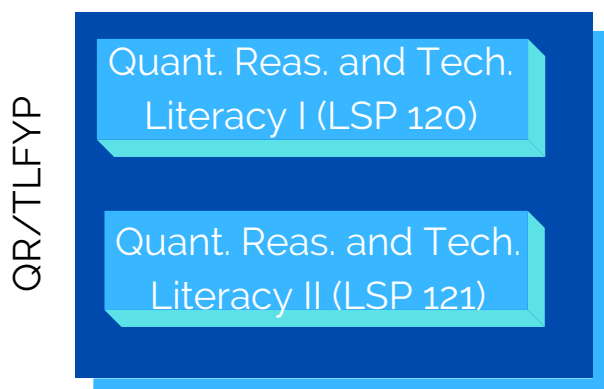 QR/TLFYP
Quant. Reas. and Tech.
Literacy I (LSP 120)
Quant. Reas. and Tech.
Literacy II (LSP 121)